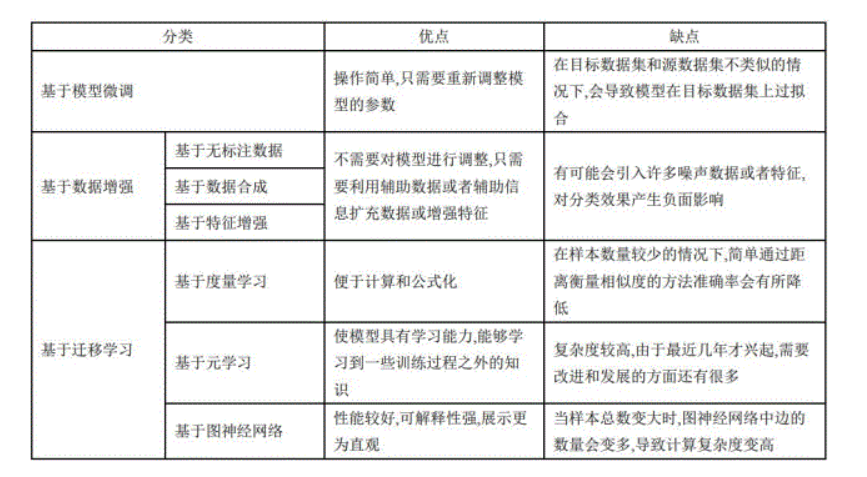 分类 优点 缺点
基于模型微调
操作简单,只需要重新调整模
型的参数
在目标数据集和源数据集不类似的情
况下,会导致模型在目标数据集上过拟
合
基于数据增强
基于无标注数据
基于数据合成
基于特征增强
不需要对模型进行调整,只需
要利用辅助数据或者辅助信
息扩充数据或增强特征
有可能会引入许多噪声数据或者特征,
对分类效果产生负面影响
基于迁移学习
基于度量学习
便于计算和公式化
在样本数量较少的情况下,简单通过距
离衡量相似度的方法准确率会有所降
低
基于元学习
使模型具有学习能力,能够学
习到一些训练过程之外的知
识
复杂度较高,由于最近几年才兴起,需要
改进和发展的方面还有很多
基于图神经网络
性能较好,可解释性强,展示更
为直观
当样本总数变大时,图神经网络中边的
数量会变多,导致计算复杂度变高